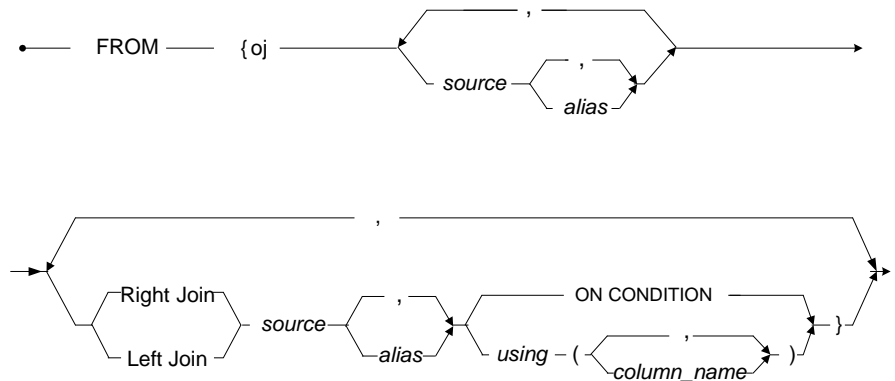 ,
FROM {oj
,
source
alias
,
Right Join
,
ON CONDITION
source
,
}
Left Join
alias
using ( )
column_name